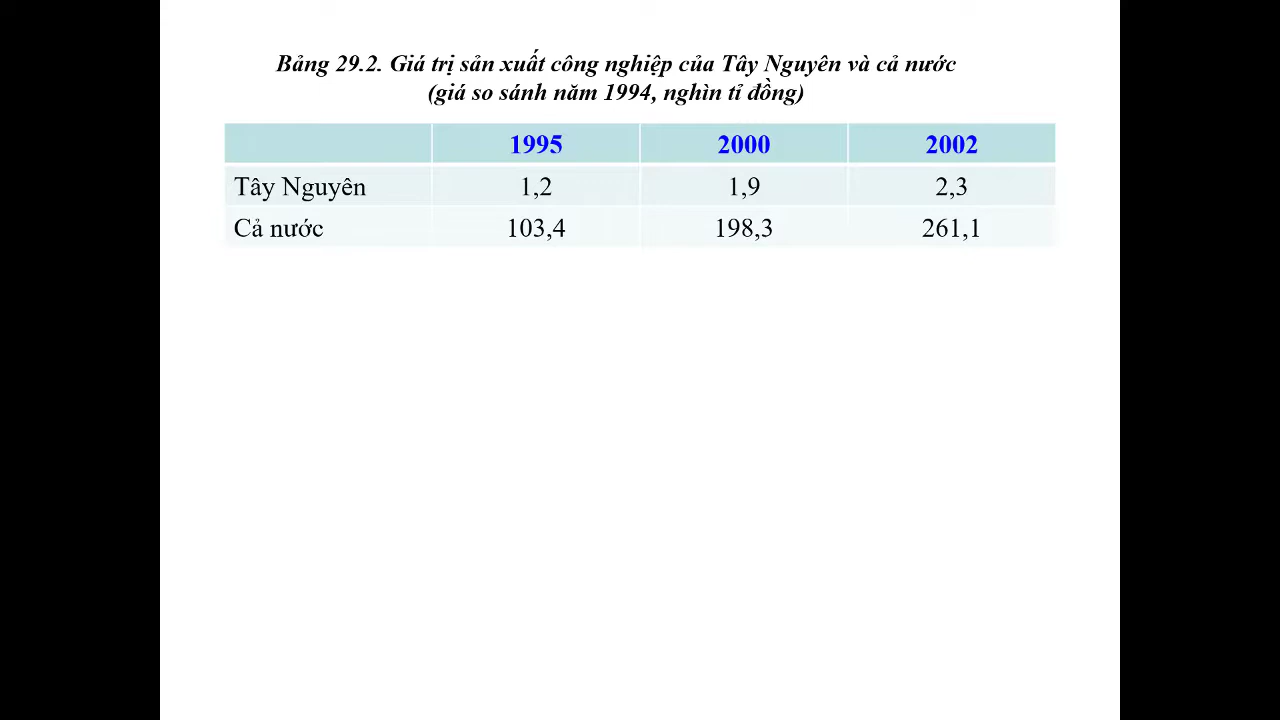 Bảng 29.2. Giá trị sản xuất công nghiệp của Tây Nguyên và cả nước
(giá so sánh năm 1994, nghìn tỉ đồng)
1995 2000 2002
Tây Nguyên 1,2 1,9 2,3
Cả nước 103,4 198,3 261,1